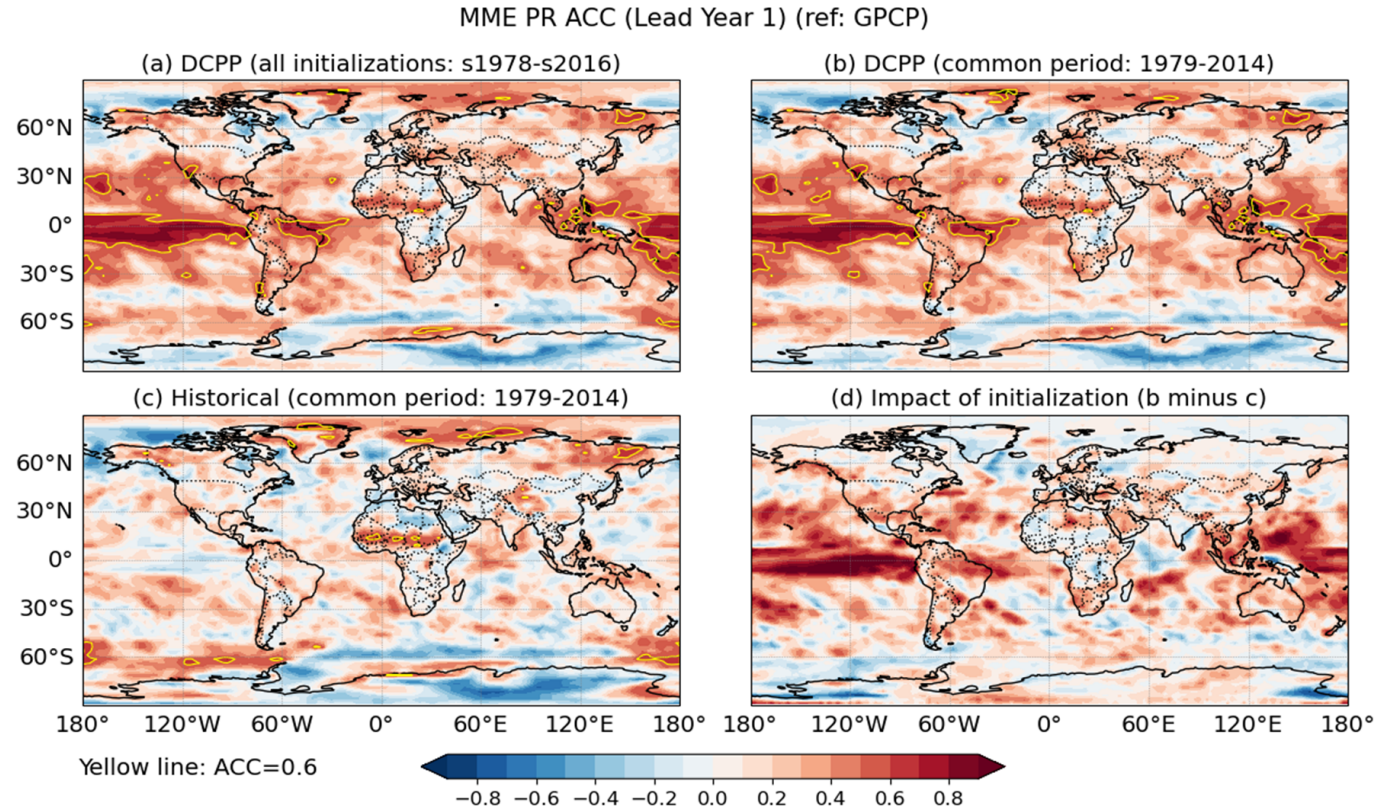 MME PR ACC (Lead Year 1) (ref: GPCP)
(a) DCPP (all initializations: s1978-s2016)
(b) DCPP (common period: 1979-2014)
60°N
30°N
0°
30°S
60°S
(c) Historical (common period: 1979-2014)
(d) Impact of initialization (b minus c)
60°N
30°N
0°
30°S
60°S
180° 120°W 60°W 0° 60°E 120°E 180°
180° 120°W 60°W 0° 60°E 120°E 180°
Yellow line: ACC=0.6
−0.8 −0.6 −0.4 −0.2 0.0 0.2 0.4 0.6 0.8